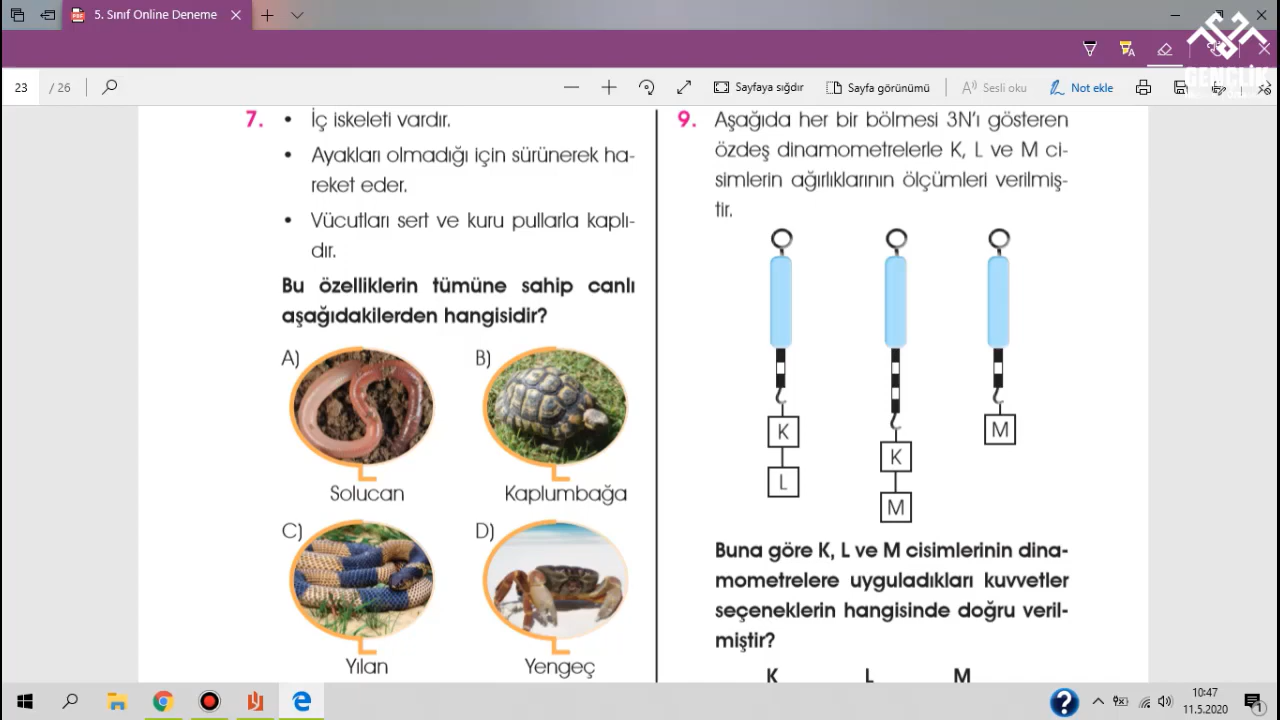 5. Sınıf Online Deneme
GENÇLİK
23 / 26
Sayfaya sığdır
Sayfa görünümü
Sesli oku
Not ekle
7. • İç iskeleti vardır.
• Ayakları olmadığı için sürünerek ha-
reket eder.
• Vücutları sert ve kuru pullarla kaplı-
dır.
Bu özelliklerin tümüne sahip canlı
aşağıdakilerden hangisidir?
A)
B)
Solucan
Kaplumbağa
C)
D)
Yılan
Yengeç
9. Aşağıda her bir bölmesi 3N'ı gösteren
özdeş dinamometrelerle K, L ve M ci-
simlerin ağırlıklarının ölçümleri verilmiş-
tir.
K
L
K
M
M
Buna göre K, L ve M cisimlerinin dina-
mometrelere uyguladıkları kuvvetler
seçeneklerin hangisinde doğru veril-
miştir?
K L M
10:47
11.5.2020
1